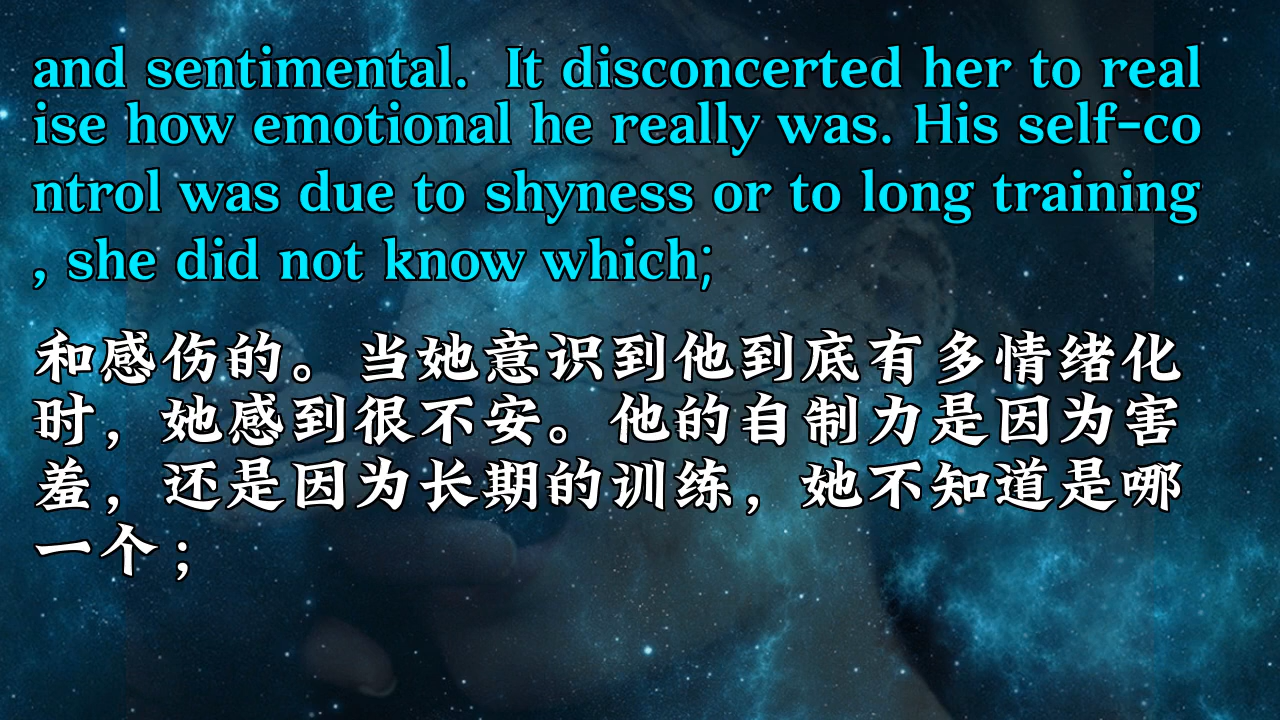 and sentimental.  It disconcerted her to real
ise how emotional he really was. His self-co
ntrol was due to shyness or to long training
, she did not know which;
和感伤的。当她意识到他到底有多情绪化
时，她感到很不安。他的自制力是因为害
羞，还是因为长期的训练，她不知道是哪
一个；